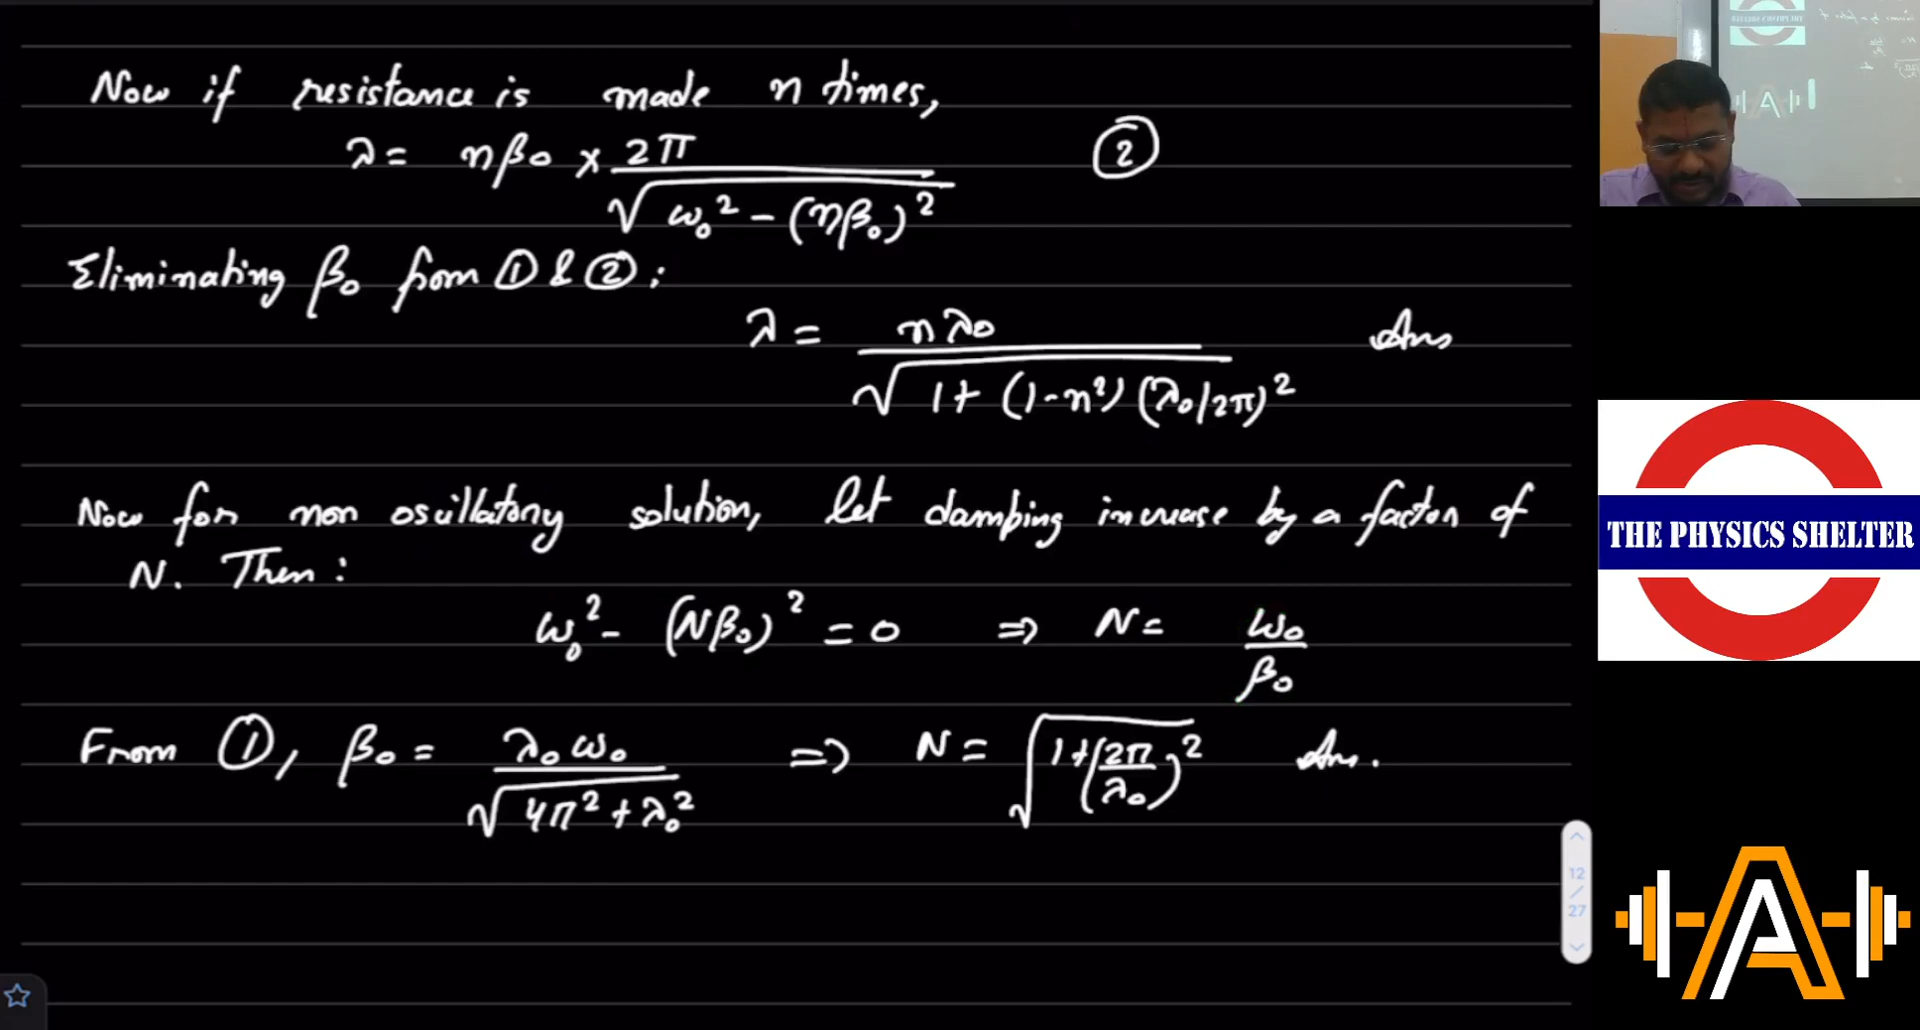 Now if resistance is made n times,
λ = nβ₀ × 2π / √(ω₀² − (nβ₀)²) ②
Eliminating β₀ from ① & ② :
λ = nλ₀ / √(1 + (1-n²)(λ₀/2π)²) Ans
Now for non oscillatory solution, let damping increase by a factor of
N. Then :
ω₀² − (Nβ₀)² = 0 ⇒ N = ω₀/β₀
From ①, β₀ = λ₀ω₀ / √(4π² + λ₀²) ⇒ N = √(1 + (2π/λ₀)²) Ans.
THE PHYSICS SHELTER
A
12
/
27